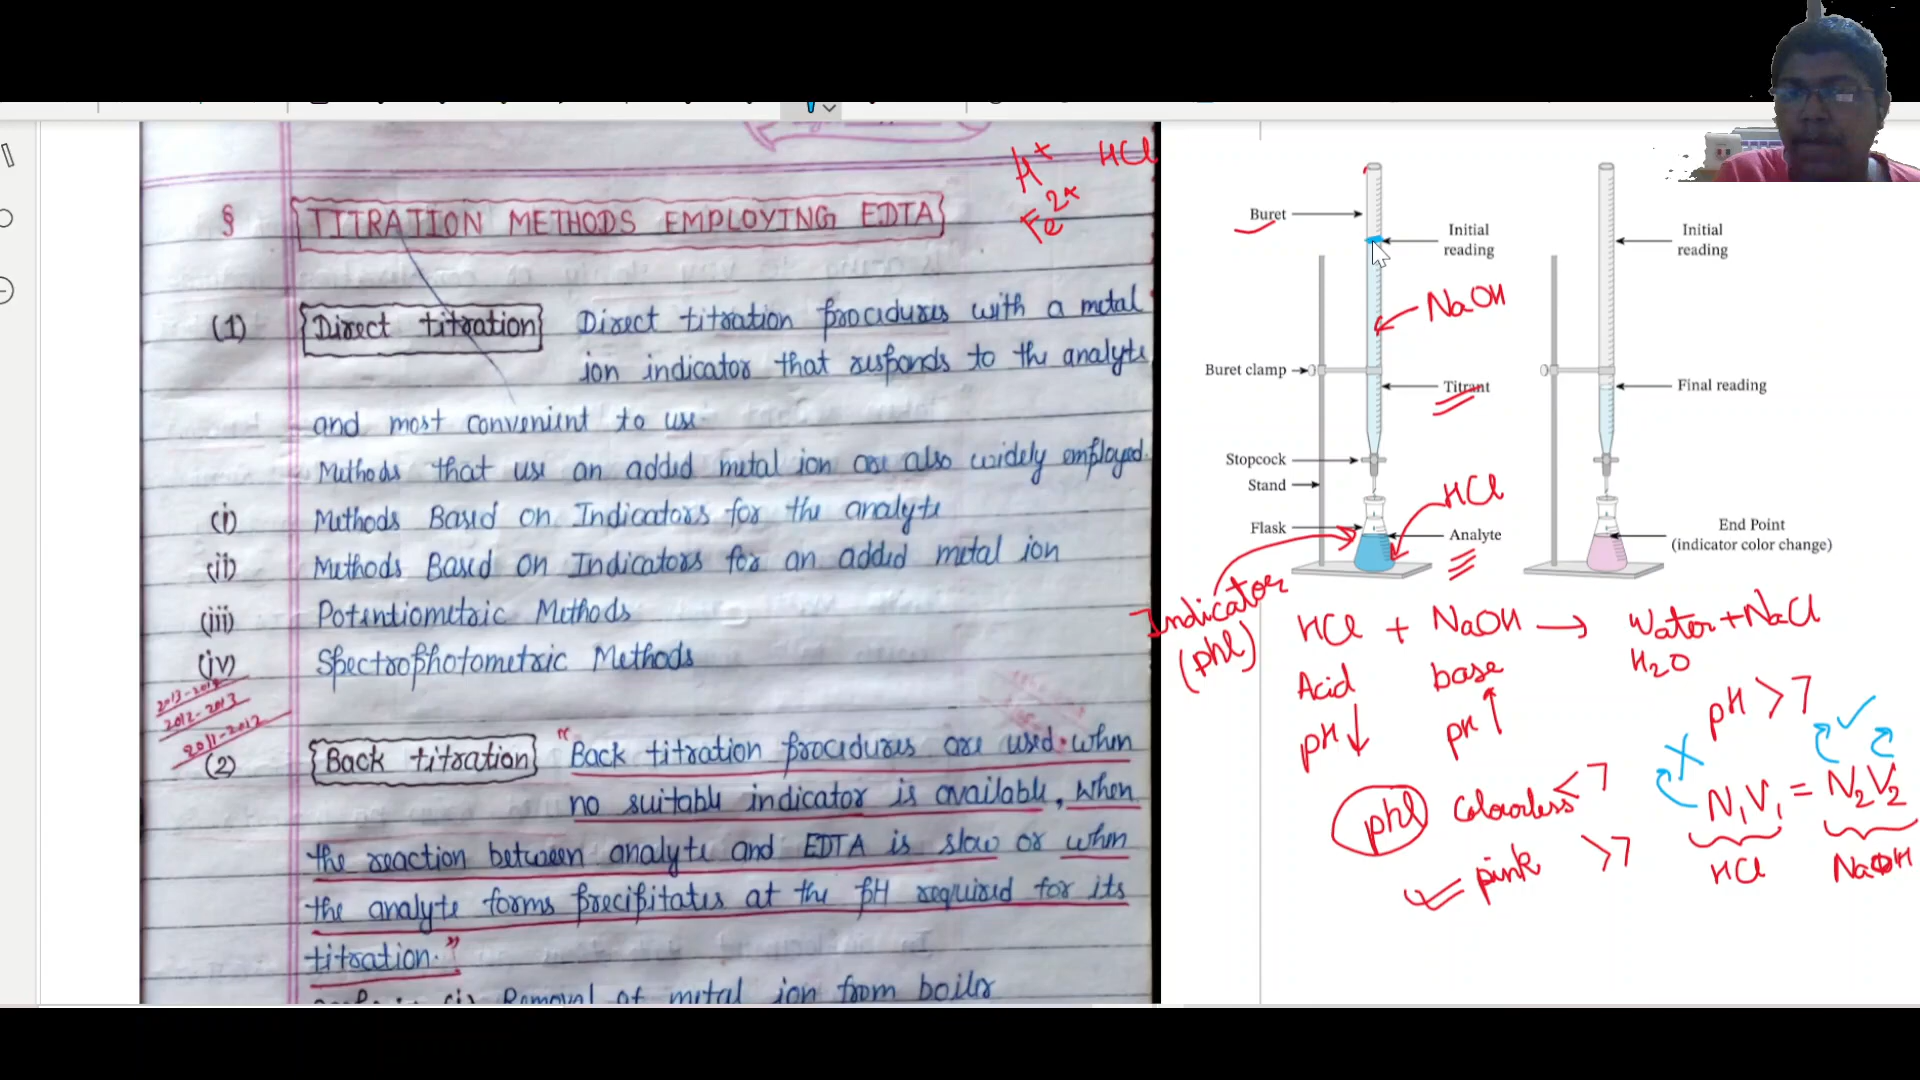 H+ HCl
Fe2+
§ TITRATION METHODS EMPLOYING EDTA
(1) Direct titration Direct titration procedures with a metal
ion indicator that responds to the analyte
and most convenient to use
Methods that use an added metal ion are also widely employed.
(i) Methods Based on Indicators for the analyte
(ii) Methods Based on Indicators for an added metal ion
(iii) Potentiometric Methods
(iv) Spectrophotometric Methods
2012-2013
2011-2012
(2) Back titration "Back titration procedures are used when
no suitable indicator is available, when
the reaction between analyte and EDTA is slow or when
the analyte forms precipitates at the pH required for its
titration."
(i) Removal of metal ion from boiler
Buret
Initial
reading
NaOH
Buret clamp
Titrant
Stopcock
Stand
HCl
Flask
Analyte
Initial
reading
Final reading
End Point
(indicator color change)
Indicator
(phl)
HCl + NaOH → Water + NaCl
H2O
Acid base
pH↓ pH↑
pH > 7
phl Colourless < 7
pink > 7
N1V1 = N2V2
HCl NaOH